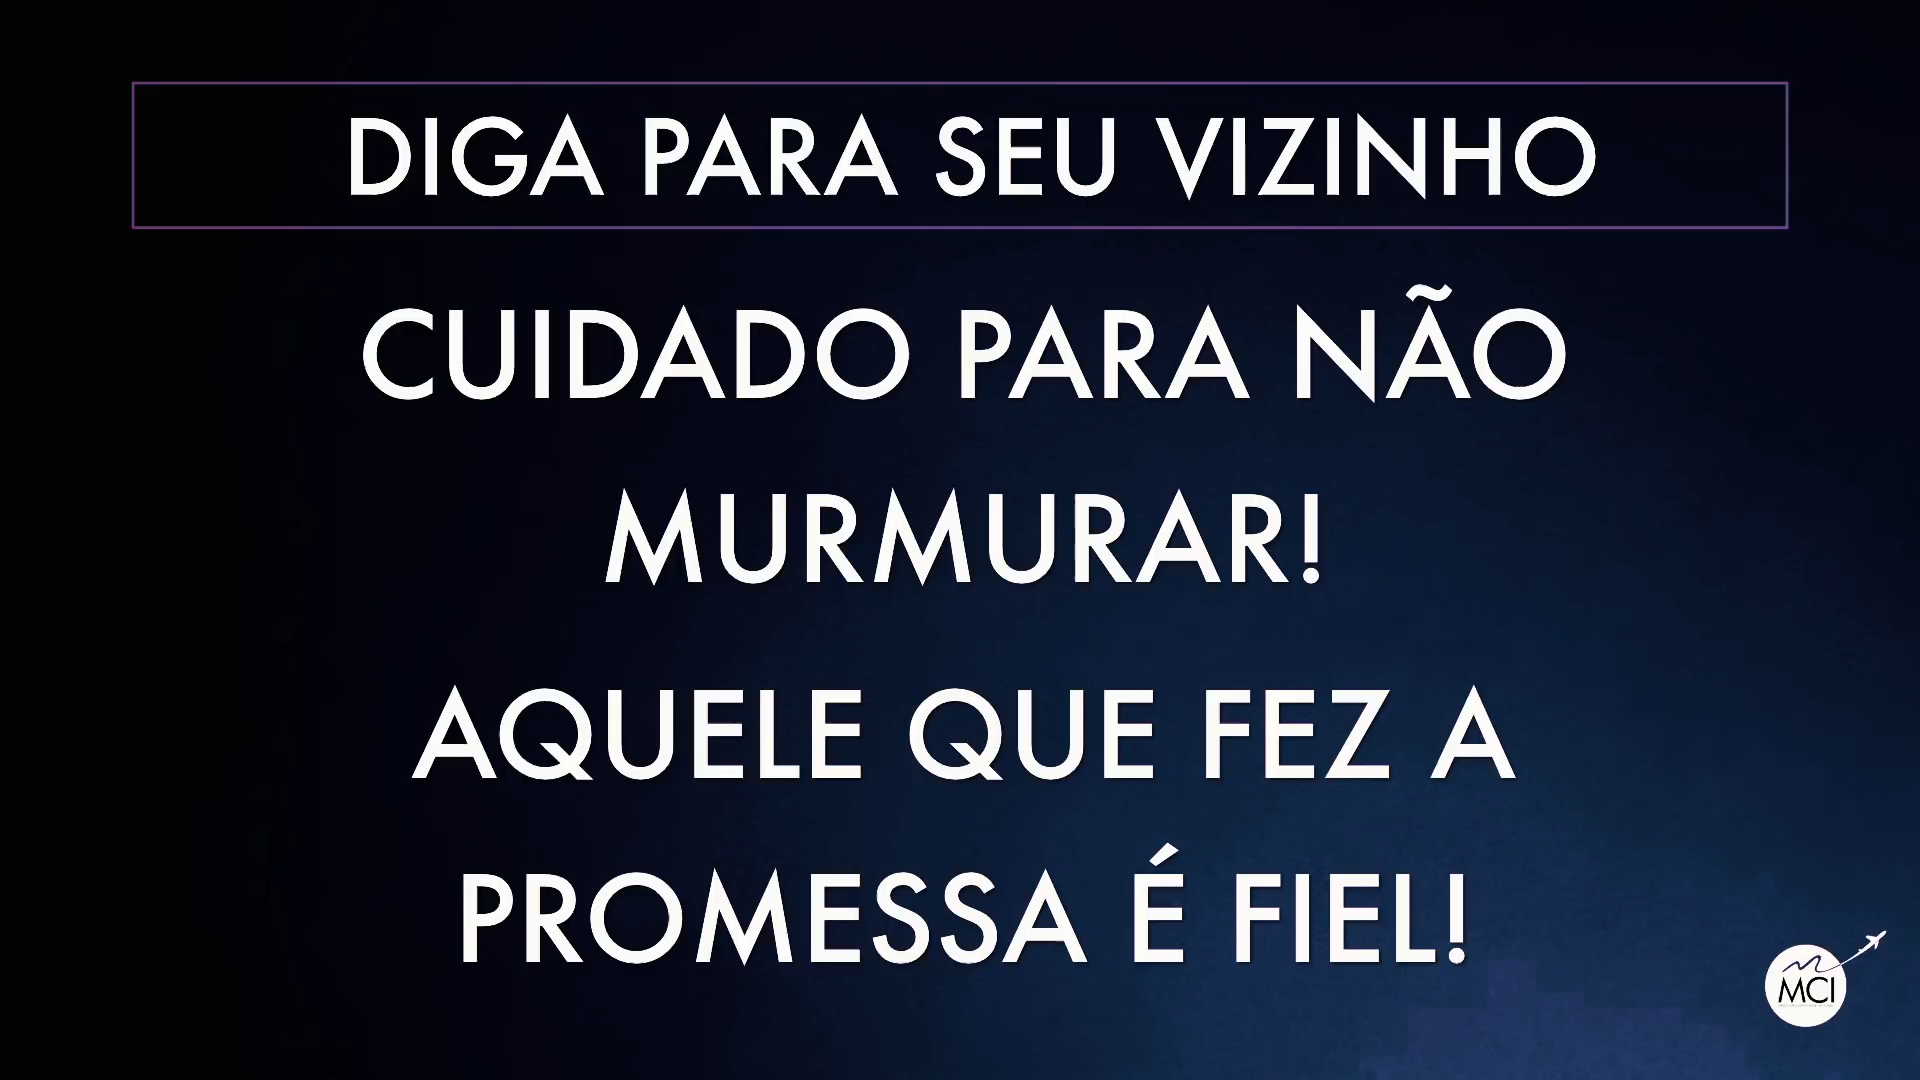 DIGA PARA SEU VIZINHO
CUIDADO PARA NÃO
MURMURAR!
AQUELE QUE FEZ A
PROMESSA É FIEL!
MCI